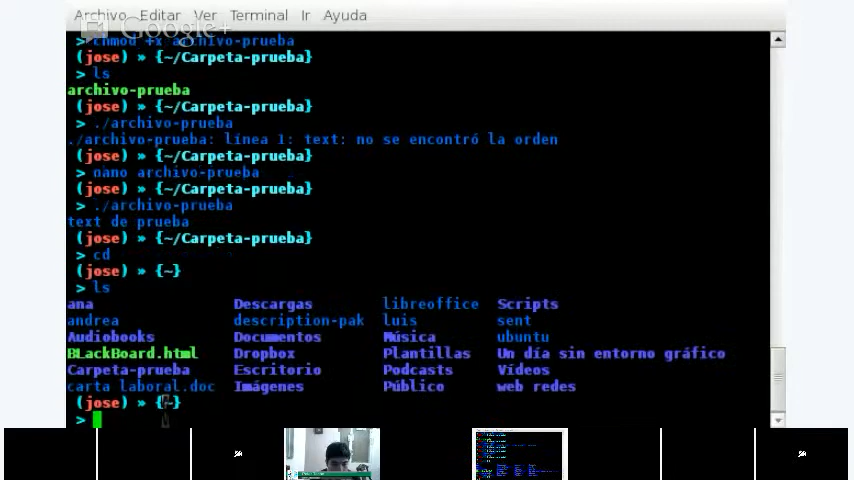 Archivo Editar Ver Terminal Ir Ayuda
Google+
> chmod +x archivo-prueba
(jose) » {~/Carpeta-prueba}
> ls
archivo-prueba
(jose) » {~/Carpeta-prueba}
> ./archivo-prueba
./archivo-prueba: línea 1: text: no se encontró la orden
(jose) » {~/Carpeta-prueba}
> nano archivo-prueba
(jose) » {~/Carpeta-prueba}
> ./archivo-prueba
text de prueba
(jose) » {~/Carpeta-prueba}
> cd
(jose) » {~}
> ls
ana Descargas libreoffice Scripts
andrea description-pak luis sent
Audiobooks Documentos Música ubuntu
BLackBoard.html Dropbox Plantillas Un día sin entorno gráfico
Carpeta-prueba Escritorio Podcasts Vídeos
carta laboral.doc Imágenes Público web redes
(jose) » {~}
>